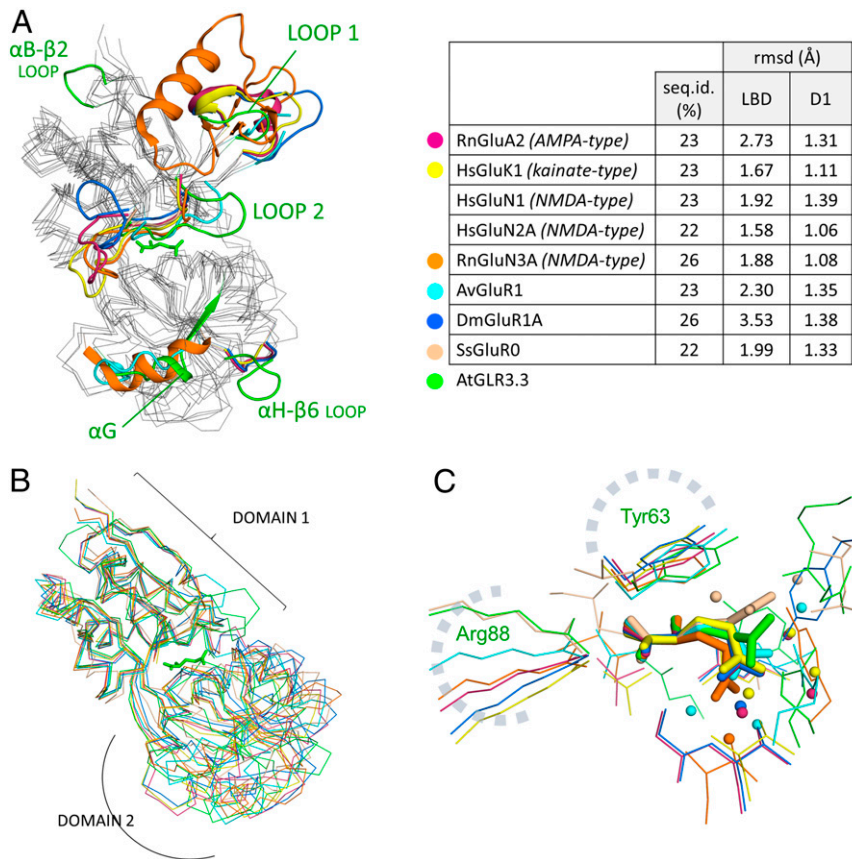 A
αB-β2
LOOP
LOOP 1
LOOP 2
αG
αH-β6 LOOP
rmsd (Å)
seq.id. (%) LBD D1
RnGluA2 (AMPA-type) 23 2.73 1.31
HsGluK1 (kainate-type) 23 1.67 1.11
HsGluN1 (NMDA-type) 23 1.92 1.39
HsGluN2A (NMDA-type) 22 1.58 1.06
RnGluN3A (NMDA-type) 26 1.88 1.08
AvGluR1 23 2.30 1.35
DmGluR1A 26 3.53 1.38
SsGluR0 22 1.99 1.33
AtGLR3.3
B
DOMAIN 1
DOMAIN 2
C
Tyr63
Arg88